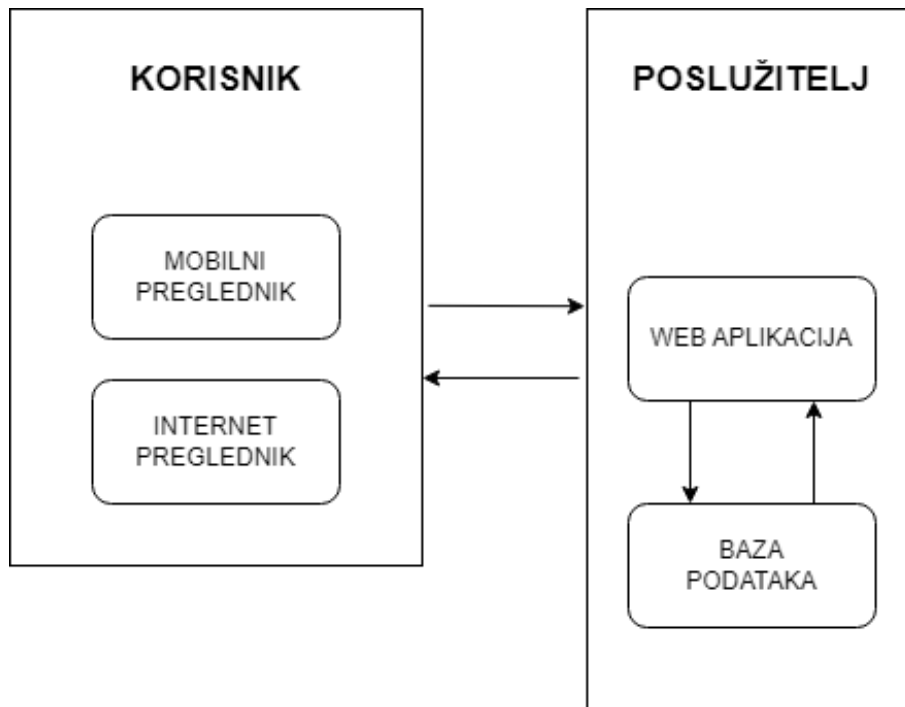 KORISNIK
MOBILNI
PREGLEDNIK
INTERNET
PREGLEDNIK
POSLUŽITELJ
WEB APLIKACIJA
BAZA
PODATAKA